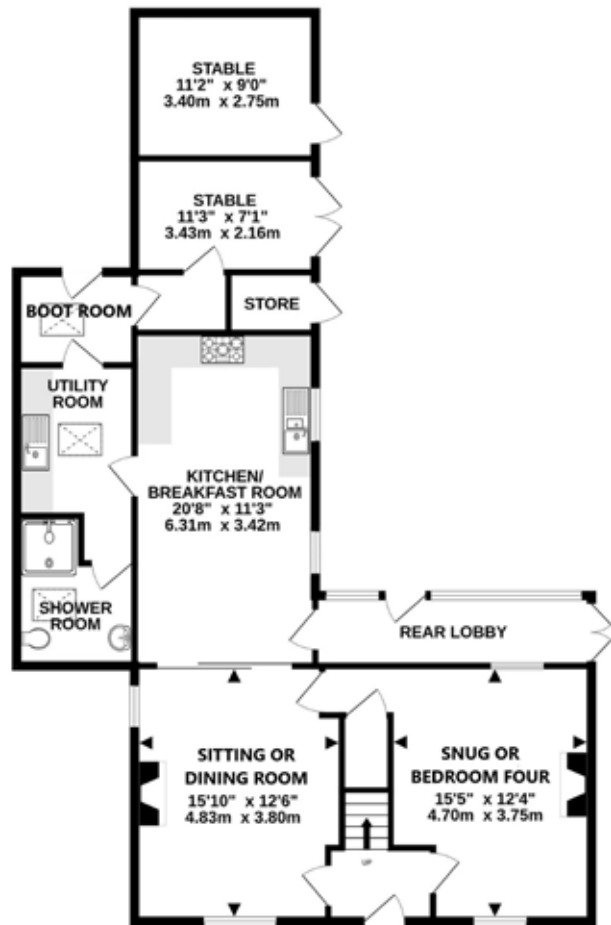 STABLE
11'2" x 9'0"
3.40m x 2.75m
STABLE
11'3" x 7'1"
3.43m x 2.16m
BOOT ROOM
STORE
UTILITY
ROOM
KITCHEN/
BREAKFAST ROOM
20'8" x 11'3"
6.31m x 3.42m
SHOWER
ROOM
REAR LOBBY
SITTING OR
DINING ROOM
15'10" x 12'6"
4.83m x 3.80m
SNUG OR
BEDROOM FOUR
15'5" x 12'4"
4.70m x 3.75m
UP